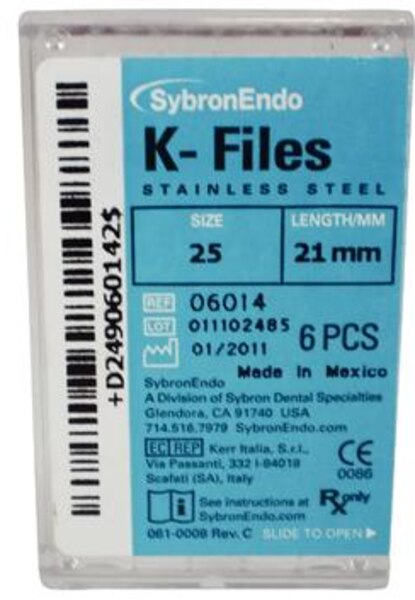 SybronEndo
K- Files
STAINLESS STEEL
SIZE
25
LENGTH/MM
21 mm
REF 06014
LOT 011102485
01/2011
6 PCS
Made in Mexico
SybronEndo
A Division of Sybron Dental Specialties
Glendora, CA 91740 USA
714.516.7979 SybronEndo.com
EC REP Kerr Italia, S.r.l.,
Via Passanti, 332 I-84018
Scafati (SA), Italy
CE
0086
i See instructions at
SybronEndo.com
Rx only
061-0008 Rev. C SLIDE TO OPEN
+D2490601425